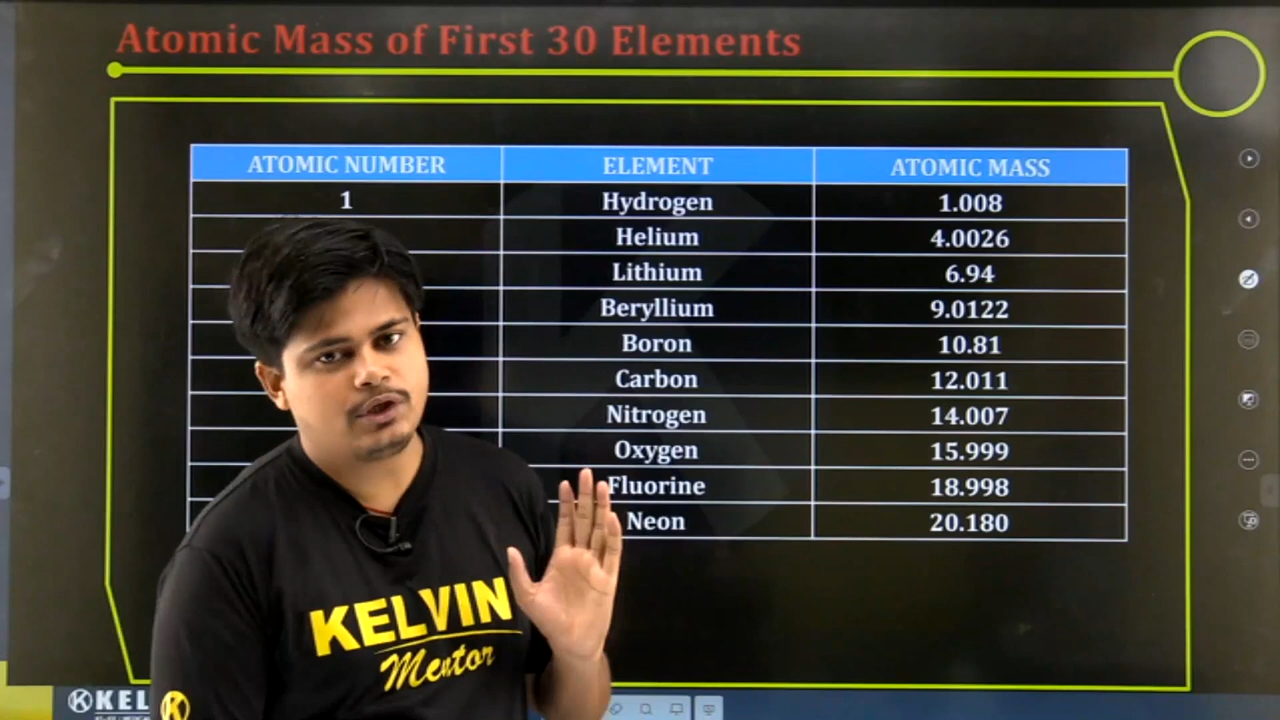 Atomic Mass of First 30 Elements
ATOMIC NUMBER ELEMENT ATOMIC MASS
1 Hydrogen 1.008
Helium 4.0026
Lithium 6.94
Beryllium 9.0122
Boron 10.81
Carbon 12.011
Nitrogen 14.007
Oxygen 15.999
Fluorine 18.998
Neon 20.180
KELVIN
Mentor
KEL
K